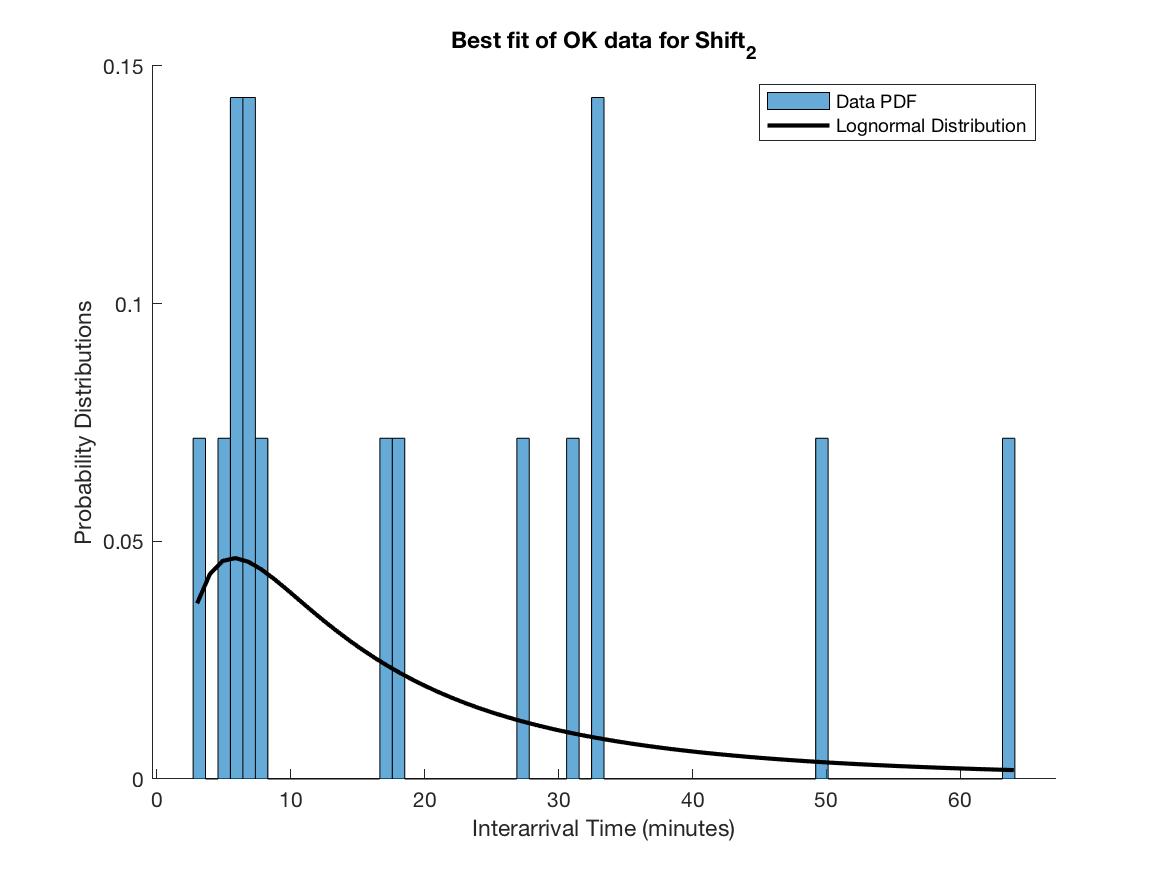 Best fit of OK data for Shift₂
0.15
0.1
0.05
0
Probability Distributions
Data PDF
Lognormal Distribution
0 10 20 30 40 50 60
Interarrival Time (minutes)